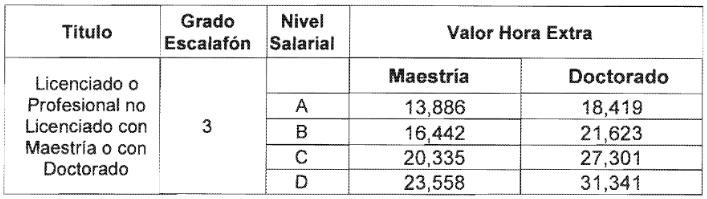 Titulo Grado Escalafón Nivel Salarial Valor Hora Extra
Maestría Doctorado
Licenciado o Profesional no Licenciado con Maestría o con Doctorado 3
A 13,886 18,419
B 16,442 21,623
C 20,335 27,301
D 23,558 31,341